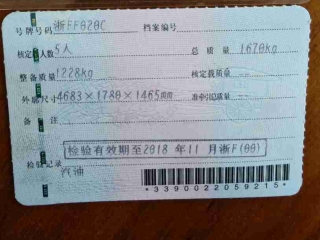 号牌号码 浙FF020C 档案编号
核定人数 5人 总质量 1670kg
整备质量 1228kg 核定载质量
外廓尺寸 4683×1780×1465mm 准牵引总质量
备注
检验有效期至2018年11月浙F(00)
检验记录
汽油
*3390022059215*